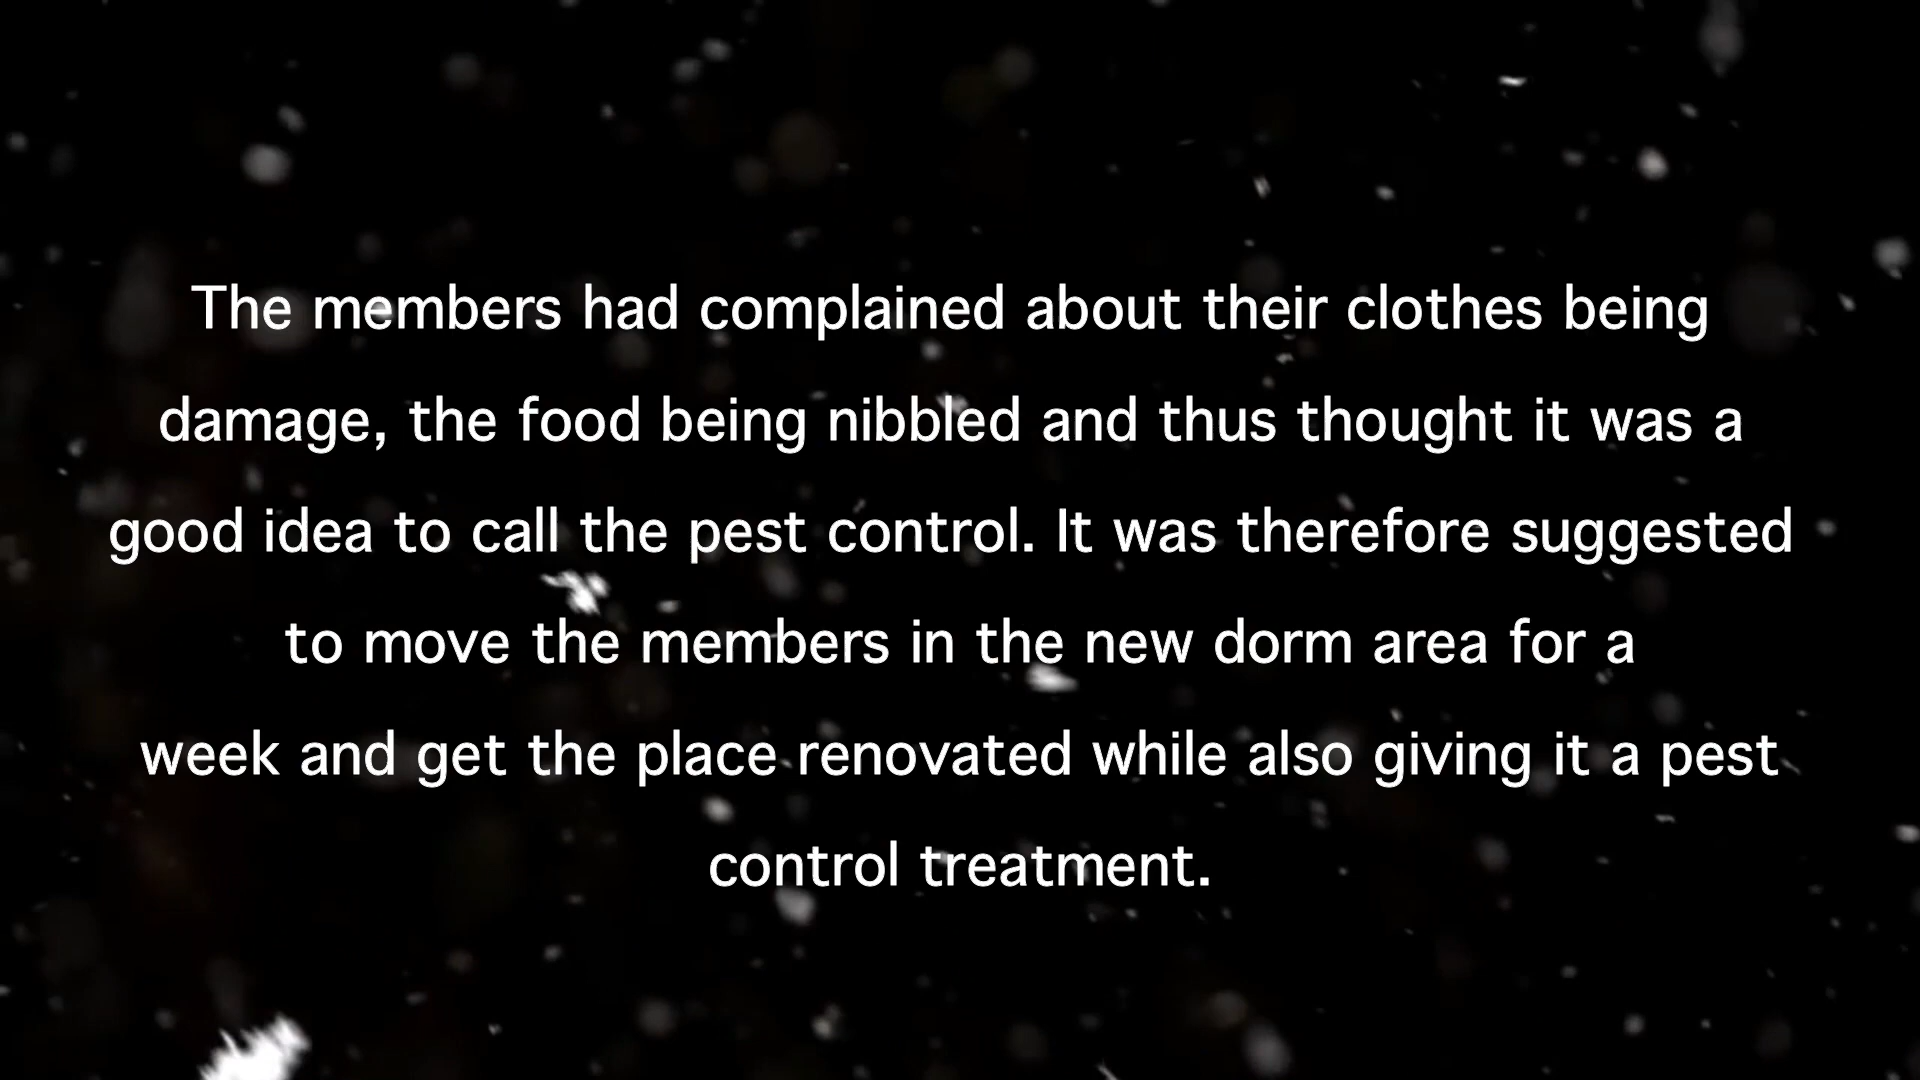 The members had complained about their clothes being
damage, the food being nibbled and thus thought it was a
good idea to call the pest control. It was therefore suggested
to move the members in the new dorm area for a
week and get the place renovated while also giving it a pest
control treatment.